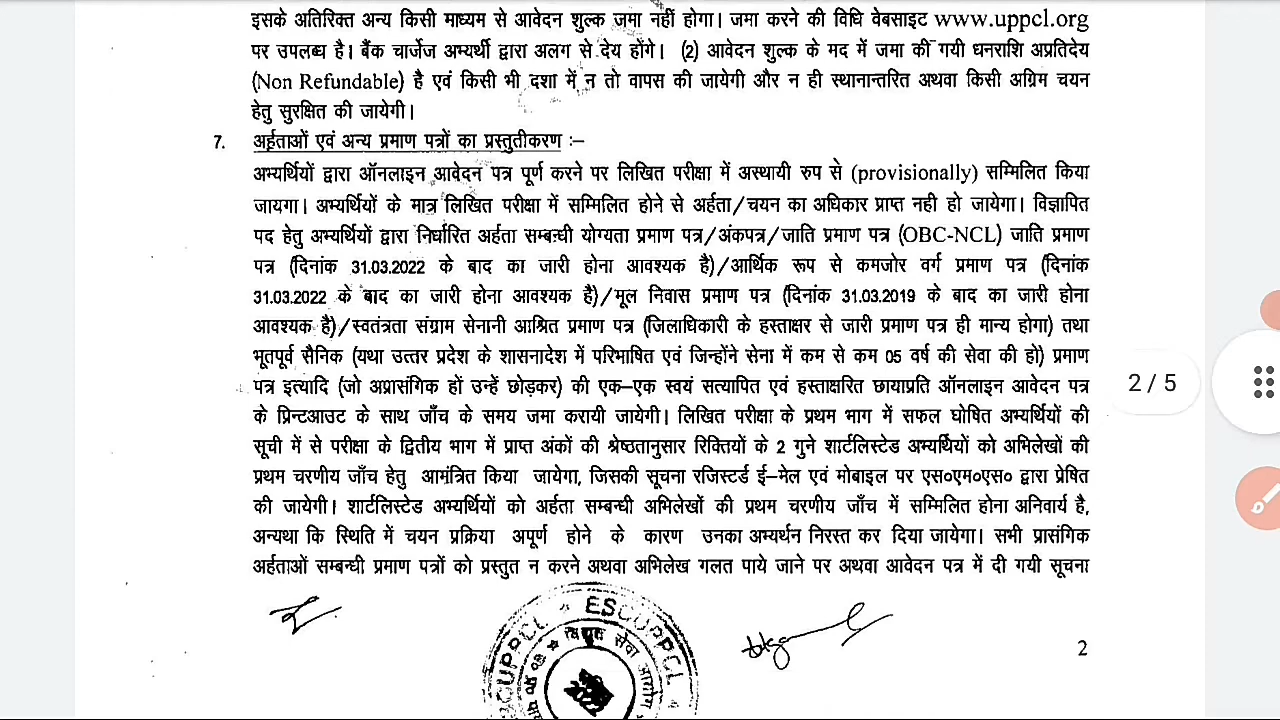 इसके अतिरिक्त अन्य किसी माध्यम से आवेदन शुल्क जमा नहीं होगा। जमा करने की विधि वेबसाइट www.uppcl.org
पर उपलब्ध है। बैंक चार्जेज अभ्यर्थी द्वारा अलग से देय होंगे। (2) आवेदन शुल्क के मद में जमा की गयी धनराशि अप्रतिदेय
(Non Refundable) है एवं किसी भी दशा में न तो वापस की जायेगी और न ही स्थानान्तरित अथवा किसी अग्रिम चयन
हेतु सुरक्षित की जायेगी।
7. अर्हताओं एवं अन्य प्रमाण पत्रों का प्रस्तुतीकरण :–
अभ्यर्थियों द्वारा ऑनलाइन आवेदन पत्र पूर्ण करने पर लिखित परीक्षा में अस्थायी रुप से (provisionally) सम्मिलित किया
जायगा। अभ्यर्थियों के मात्र लिखित परीक्षा में सम्मिलित होने से अर्हता/चयन का अधिकार प्राप्त नही हो जायेगा। विज्ञापित
पद हेतु अभ्यर्थियों द्वारा निर्धारित अर्हता सम्बन्धी योग्यता प्रमाण पत्र/अंकपत्र/जाति प्रमाण पत्र (OBC-NCL) जाति प्रमाण
पत्र (दिनांक 31.03.2022 के बाद का जारी होना आवश्यक है)/आर्थिक रूप से कमजोर वर्ग प्रमाण पत्र (दिनांक
31.03.2022 के बाद का जारी होना आवश्यक है)/मूल निवास प्रमाण पत्र (दिनांक 31.03.2019 के बाद का जारी होना
आवश्यक है)/स्वतंत्रता संग्राम सेनानी आश्रित प्रमाण पत्र (जिलाधिकारी के हस्ताक्षर से जारी प्रमाण पत्र ही मान्य होगा) तथा
भूतपूर्व सैनिक (यथा उत्तर प्रदेश के शासनादेश में परिभाषित एवं जिन्होंने सेना में कम से कम 05 वर्ष की सेवा की हो) प्रमाण
पत्र इत्यादि (जो अप्रासंगिक हों उन्हें छोड़कर) की एक–एक स्वयं सत्यापित एवं हस्ताक्षरित छायाप्रति ऑनलाइन आवेदन पत्र
के प्रिन्टआउट के साथ जाँच के समय जमा करायी जायेगी। लिखित परीक्षा के प्रथम भाग में सफल घोषित अभ्यर्थियों की
सूची में से परीक्षा के द्वितीय भाग में प्राप्त अंकों की श्रेष्ठतानुसार रिक्तियों के 2 गुने शार्टलिस्टेड अभ्यर्थियों को अभिलेखों की
प्रथम चरणीय जाँच हेतु आमंत्रित किया जायेगा, जिसकी सूचना रजिस्टर्ड ई–मेल एवं मोबाइल पर एस०एम०एस० द्वारा प्रेषित
की जायेगी। शार्टलिस्टेड अभ्यर्थियों को अर्हता सम्बन्धी अभिलेखों की प्रथम चरणीय जाँच में सम्मिलित होना अनिवार्य है,
अन्यथा कि स्थिति में चयन प्रक्रिया अपूर्ण होने के कारण उनका अभ्यर्थन निरस्त कर दिया जायेगा। सभी प्रासंगिक
अर्हताओं सम्बन्धी प्रमाण पत्रों को प्रस्तुत न करने अथवा अभिलेख गलत पाये जाने पर अथवा आवेदन पत्र में दी गयी सूचना
2 / 5
ESCUPPCL
विद्युत सेवा आयोग
2